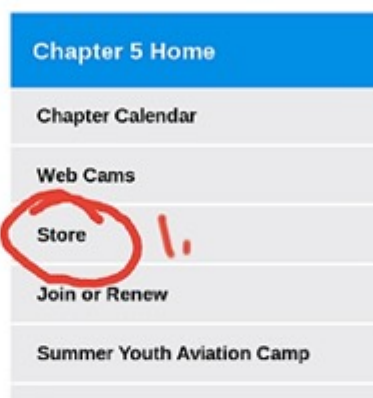 Chapter 5 Home
Chapter Calendar
Web Cams
Store 1.
Join or Renew
Summer Youth Aviation Camp